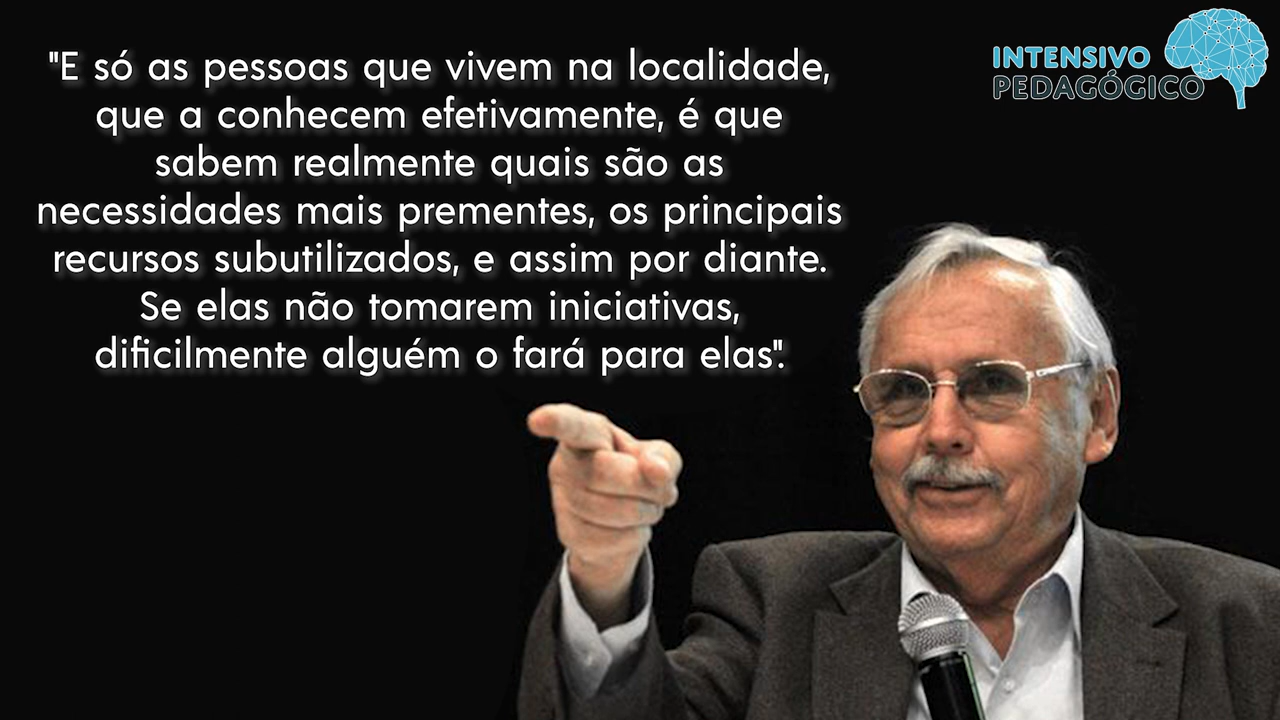 "E só as pessoas que vivem na localidade,
que a conhecem efetivamente, é que
sabem realmente quais são as
necessidades mais prementes, os principais
recursos subutilizados, e assim por diante.
Se elas não tomarem iniciativas,
dificilmente alguém o fará para elas".
INTENSIVO
PEDAGÓGICO